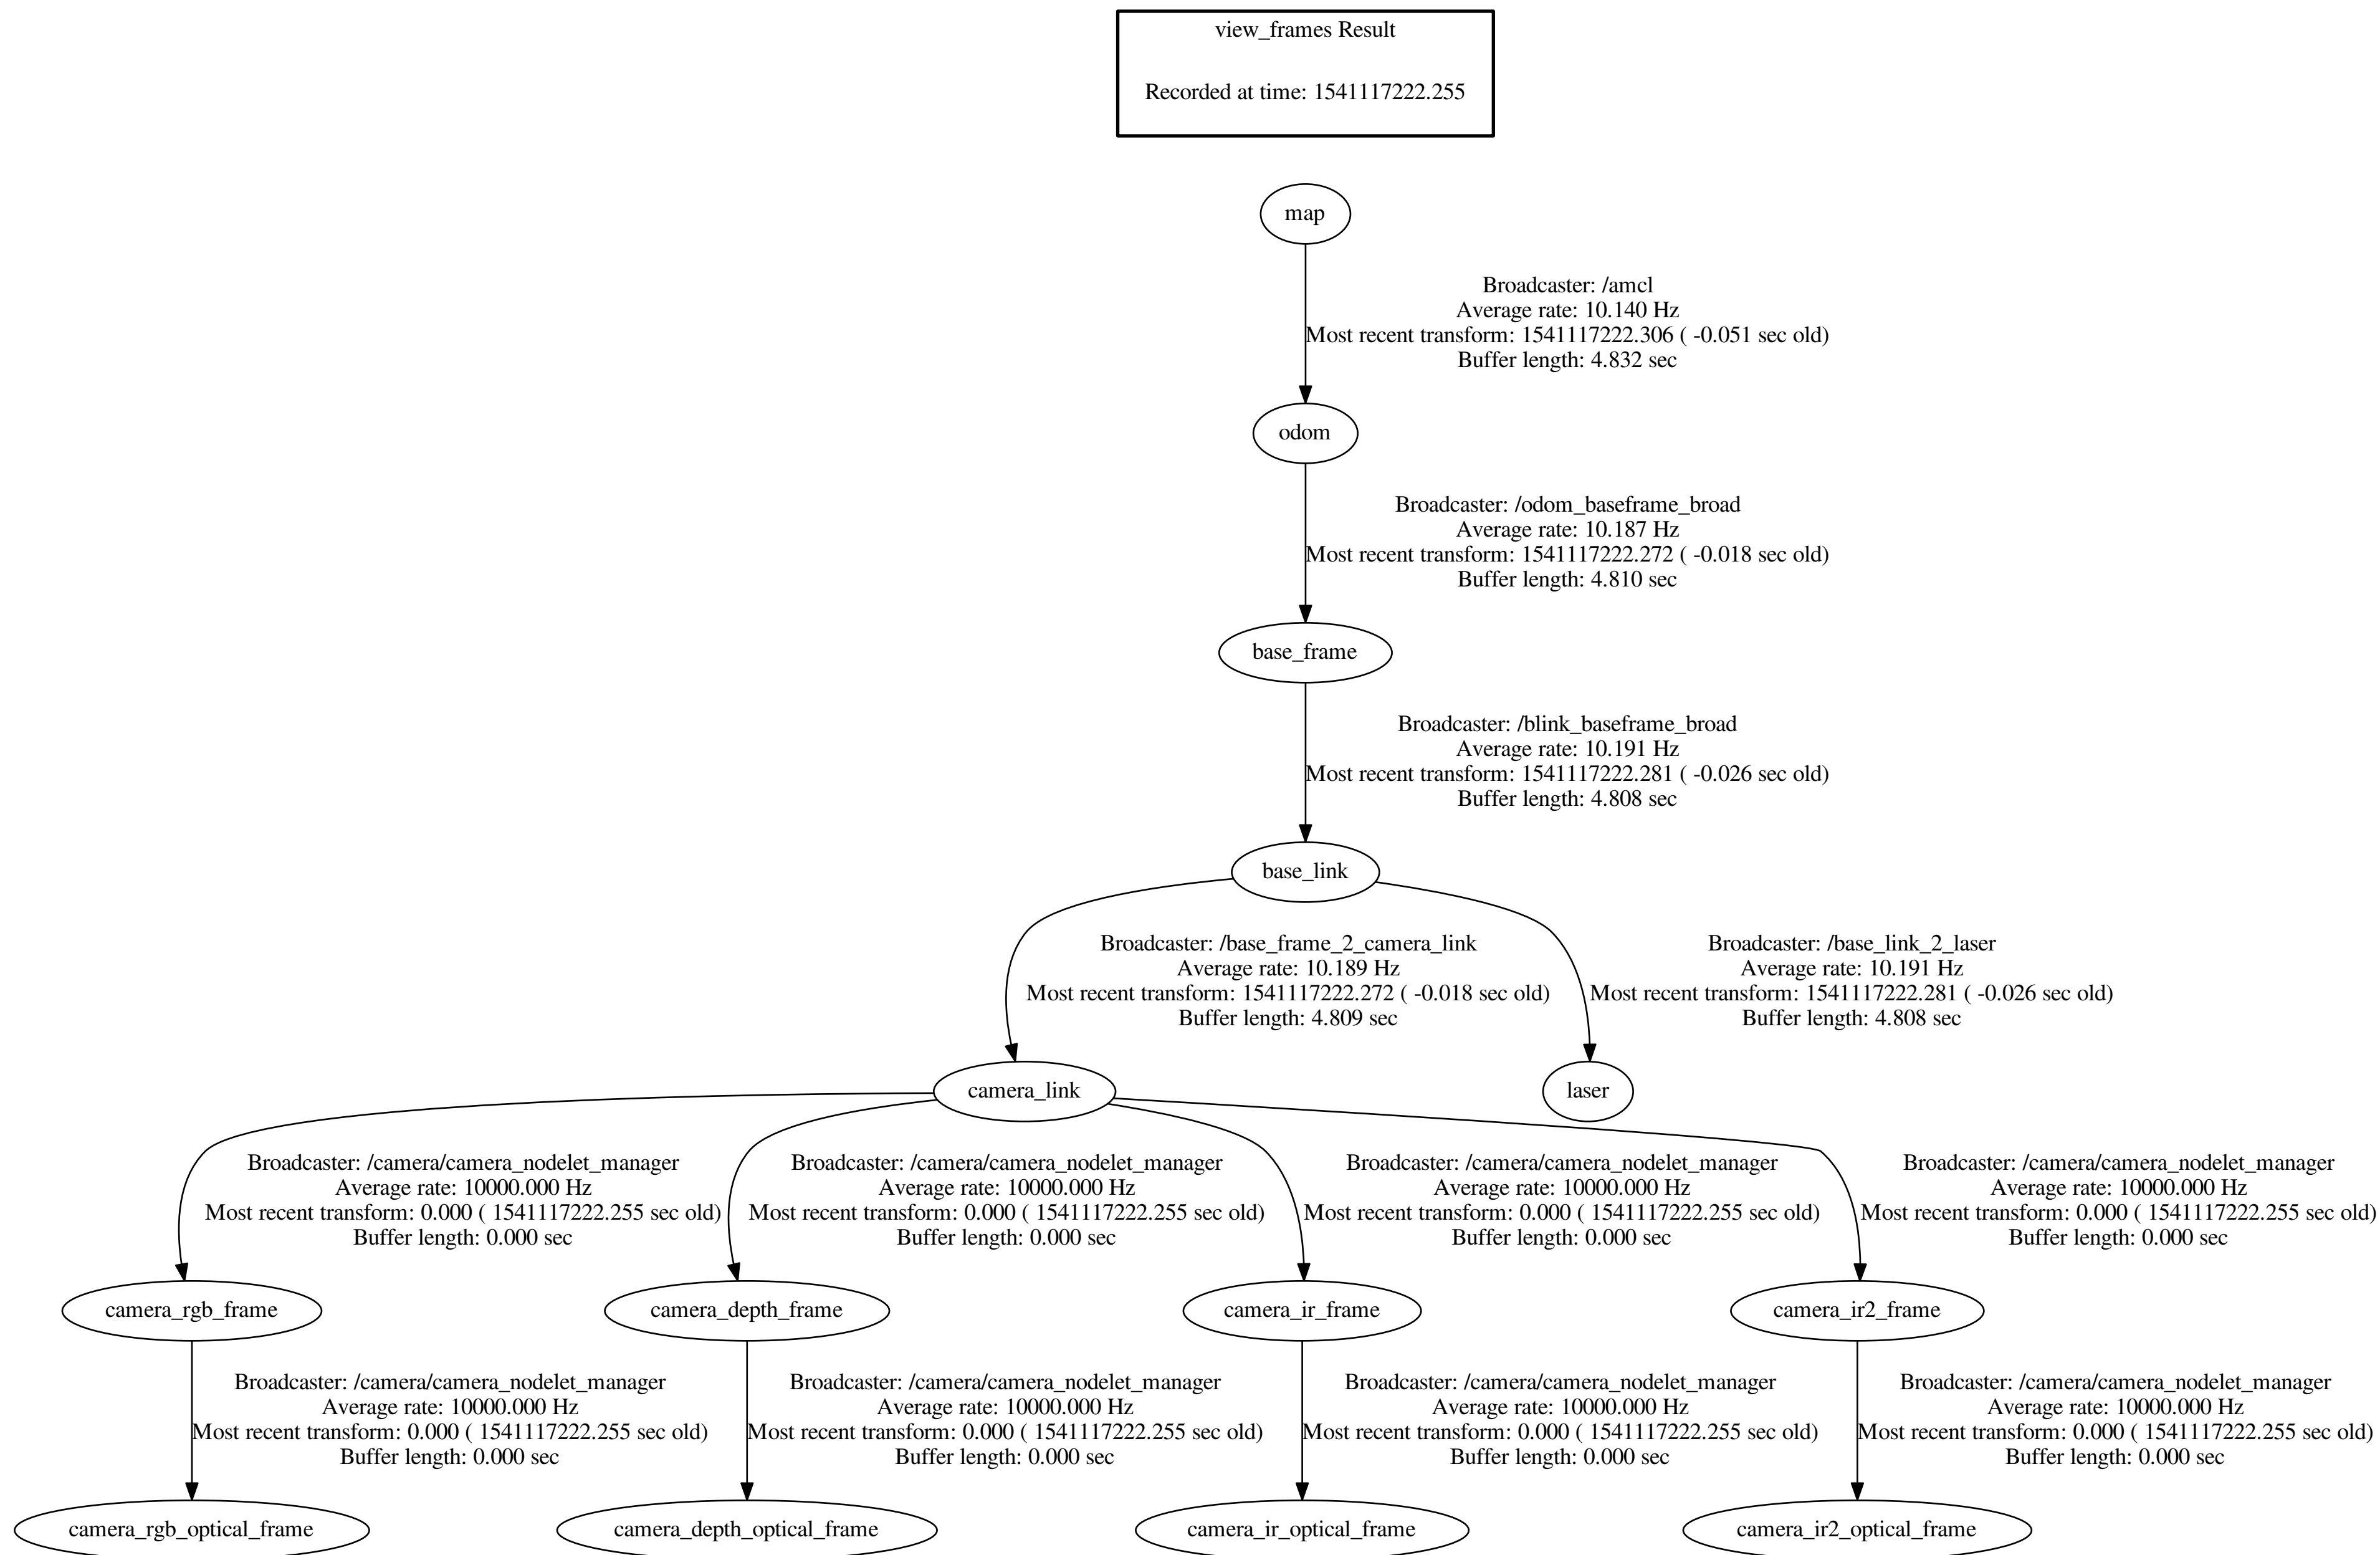 view_frames Result
Recorded at time: 1541117222.255
map
Broadcaster: /amcl
Average rate: 10.140 Hz
Most recent transform: 1541117222.306 ( -0.051 sec old)
Buffer length: 4.832 sec
odom
Broadcaster: /odom_baseframe_broad
Average rate: 10.187 Hz
Most recent transform: 1541117222.272 ( -0.018 sec old)
Buffer length: 4.810 sec
base_frame
Broadcaster: /blink_baseframe_broad
Average rate: 10.191 Hz
Most recent transform: 1541117222.281 ( -0.026 sec old)
Buffer length: 4.808 sec
base_link
Broadcaster: /base_frame_2_camera_link
Average rate: 10.189 Hz
Most recent transform: 1541117222.272 ( -0.018 sec old)
Buffer length: 4.809 sec
Broadcaster: /base_link_2_laser
Average rate: 10.191 Hz
Most recent transform: 1541117222.281 ( -0.026 sec old)
Buffer length: 4.808 sec
camera_link
laser
Broadcaster: /camera/camera_nodelet_manager
Average rate: 10000.000 Hz
Most recent transform: 0.000 ( 1541117222.255 sec old)
Buffer length: 0.000 sec
Broadcaster: /camera/camera_nodelet_manager
Average rate: 10000.000 Hz
Most recent transform: 0.000 ( 1541117222.255 sec old)
Buffer length: 0.000 sec
Broadcaster: /camera/camera_nodelet_manager
Average rate: 10000.000 Hz
Most recent transform: 0.000 ( 1541117222.255 sec old)
Buffer length: 0.000 sec
Broadcaster: /camera/camera_nodelet_manager
Average rate: 10000.000 Hz
Most recent transform: 0.000 ( 1541117222.255 sec old)
Buffer length: 0.000 sec
camera_rgb_frame
camera_depth_frame
camera_ir_frame
camera_ir2_frame
Broadcaster: /camera/camera_nodelet_manager
Average rate: 10000.000 Hz
Most recent transform: 0.000 ( 1541117222.255 sec old)
Buffer length: 0.000 sec
Broadcaster: /camera/camera_nodelet_manager
Average rate: 10000.000 Hz
Most recent transform: 0.000 ( 1541117222.255 sec old)
Buffer length: 0.000 sec
Broadcaster: /camera/camera_nodelet_manager
Average rate: 10000.000 Hz
Most recent transform: 0.000 ( 1541117222.255 sec old)
Buffer length: 0.000 sec
Broadcaster: /camera/camera_nodelet_manager
Average rate: 10000.000 Hz
Most recent transform: 0.000 ( 1541117222.255 sec old)
Buffer length: 0.000 sec
camera_rgb_optical_frame
camera_depth_optical_frame
camera_ir_optical_frame
camera_ir2_optical_frame